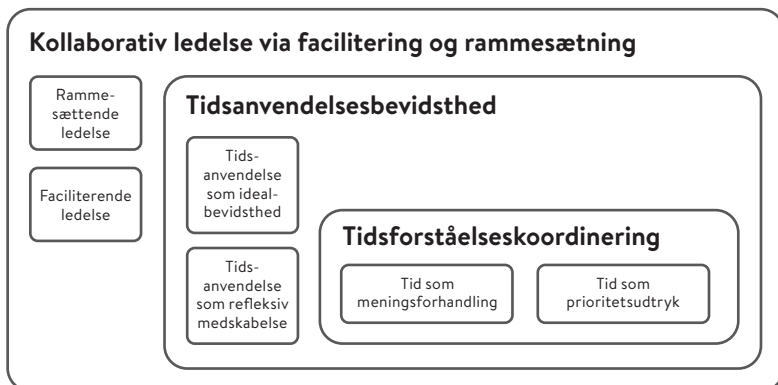 Kollaborativ ledelse via facilitering og rammesætning
Ramme-
sættende
ledelse
Faciliterende
ledelse
Tidsanvendelsesbevidsthed
Tids-
anvendelse
som ideal-
bevidsthed
Tids-
anvendelse
som refleksiv
medskabelse
Tidsforståelseskoordinering
Tid som
meningsforhandling
Tid som
prioritetsudtryk